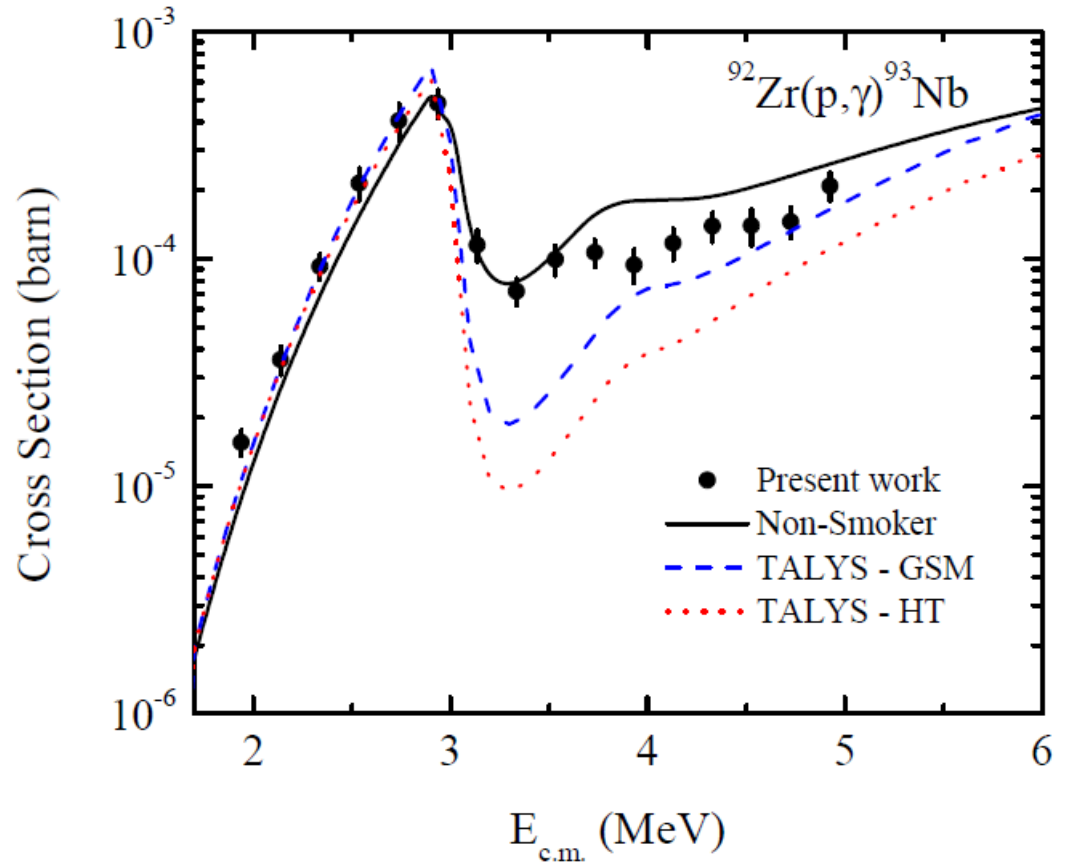 10⁻³
⁹²Zr(p,γ)⁹³Nb
10⁻⁴
Cross Section (barn)
10⁻⁵
Present work
Non-Smoker
TALYS - GSM
TALYS - HT
10⁻⁶
2 3 4 5 6
E_c.m. (MeV)